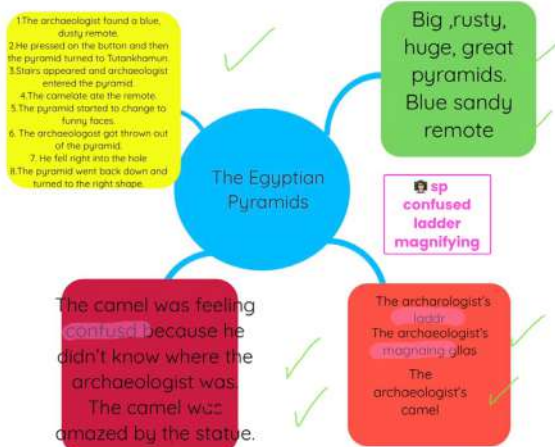 1.The archaeologist found a blue,
dusty remote.
2.He pressed on the button and then
the pyramid turned to Tutankhamun.
3.Stairs appeared and archaeologist
entered the pyramid.
4.The camelate ate the remote.
5.The pyramid started to change to
funny faces.
6. The archaeologost got thrown out
of the pyramid.
7. He fell right into the hole
8.The pyramid went back down and
turned to the right shape.
Big ,rusty,
huge, great
pyramids.
Blue sandy
remote
The Egyptian
Pyramids
sp
confused
ladder
magnifying
The camel was feeling
confusd because he
didn't know where the
archaeologist was.
The camel was
amazed by the statue.
The archarologist's
laddr
The archaeologist's
magnaing gllas
The
archaeologist's
camel